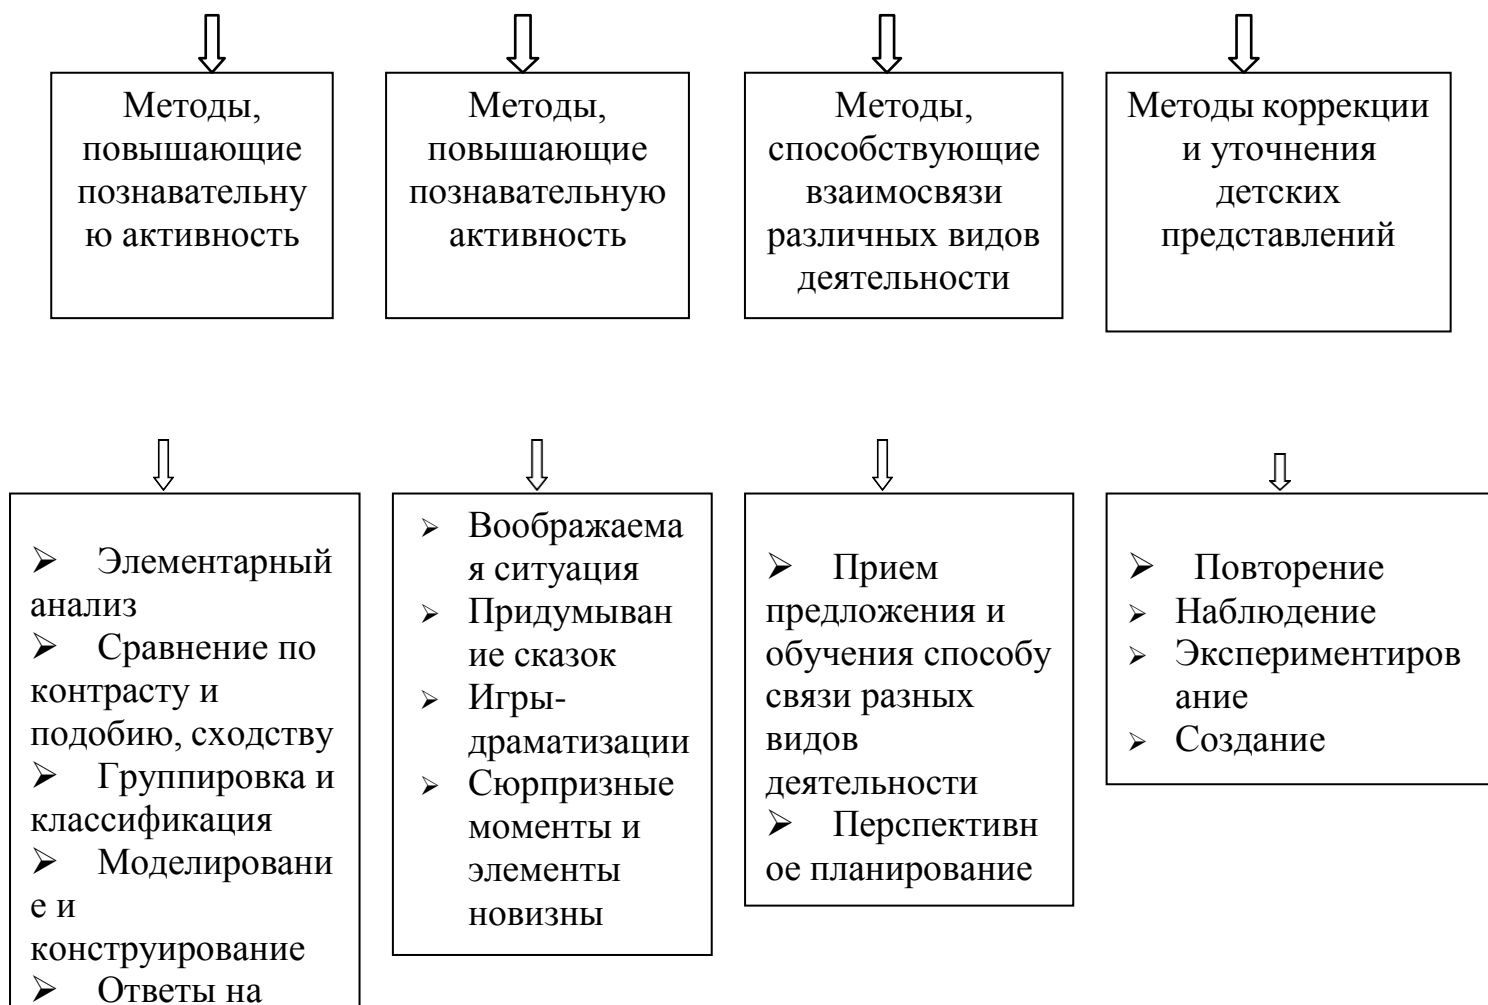 Методы,
повышающие
познавательну
ю активность
Методы,
повышающие
познавательную
активность
Методы,
способствующие
взаимосвязи
различных видов
деятельности
Методы коррекции
и уточнения
детских
представлений
➢ Элементарный
анализ
➢ Сравнение по
контрасту и
подобию, сходству
➢ Группировка и
классификация
➢ Моделировани
е и
конструирование
➢ Ответы на
➢ Воображаема
я ситуация
➢ Придумыван
ие сказок
➢ Игры-
драматизации
➢ Сюрпризные
моменты и
элементы
новизны
➢ Прием
предложения и
обучения способу
связи разных
видов
деятельности
➢ Перспективн
ое планирование
➢ Повторение
➢ Наблюдение
➢ Экспериментиров
ание
➢ Создание